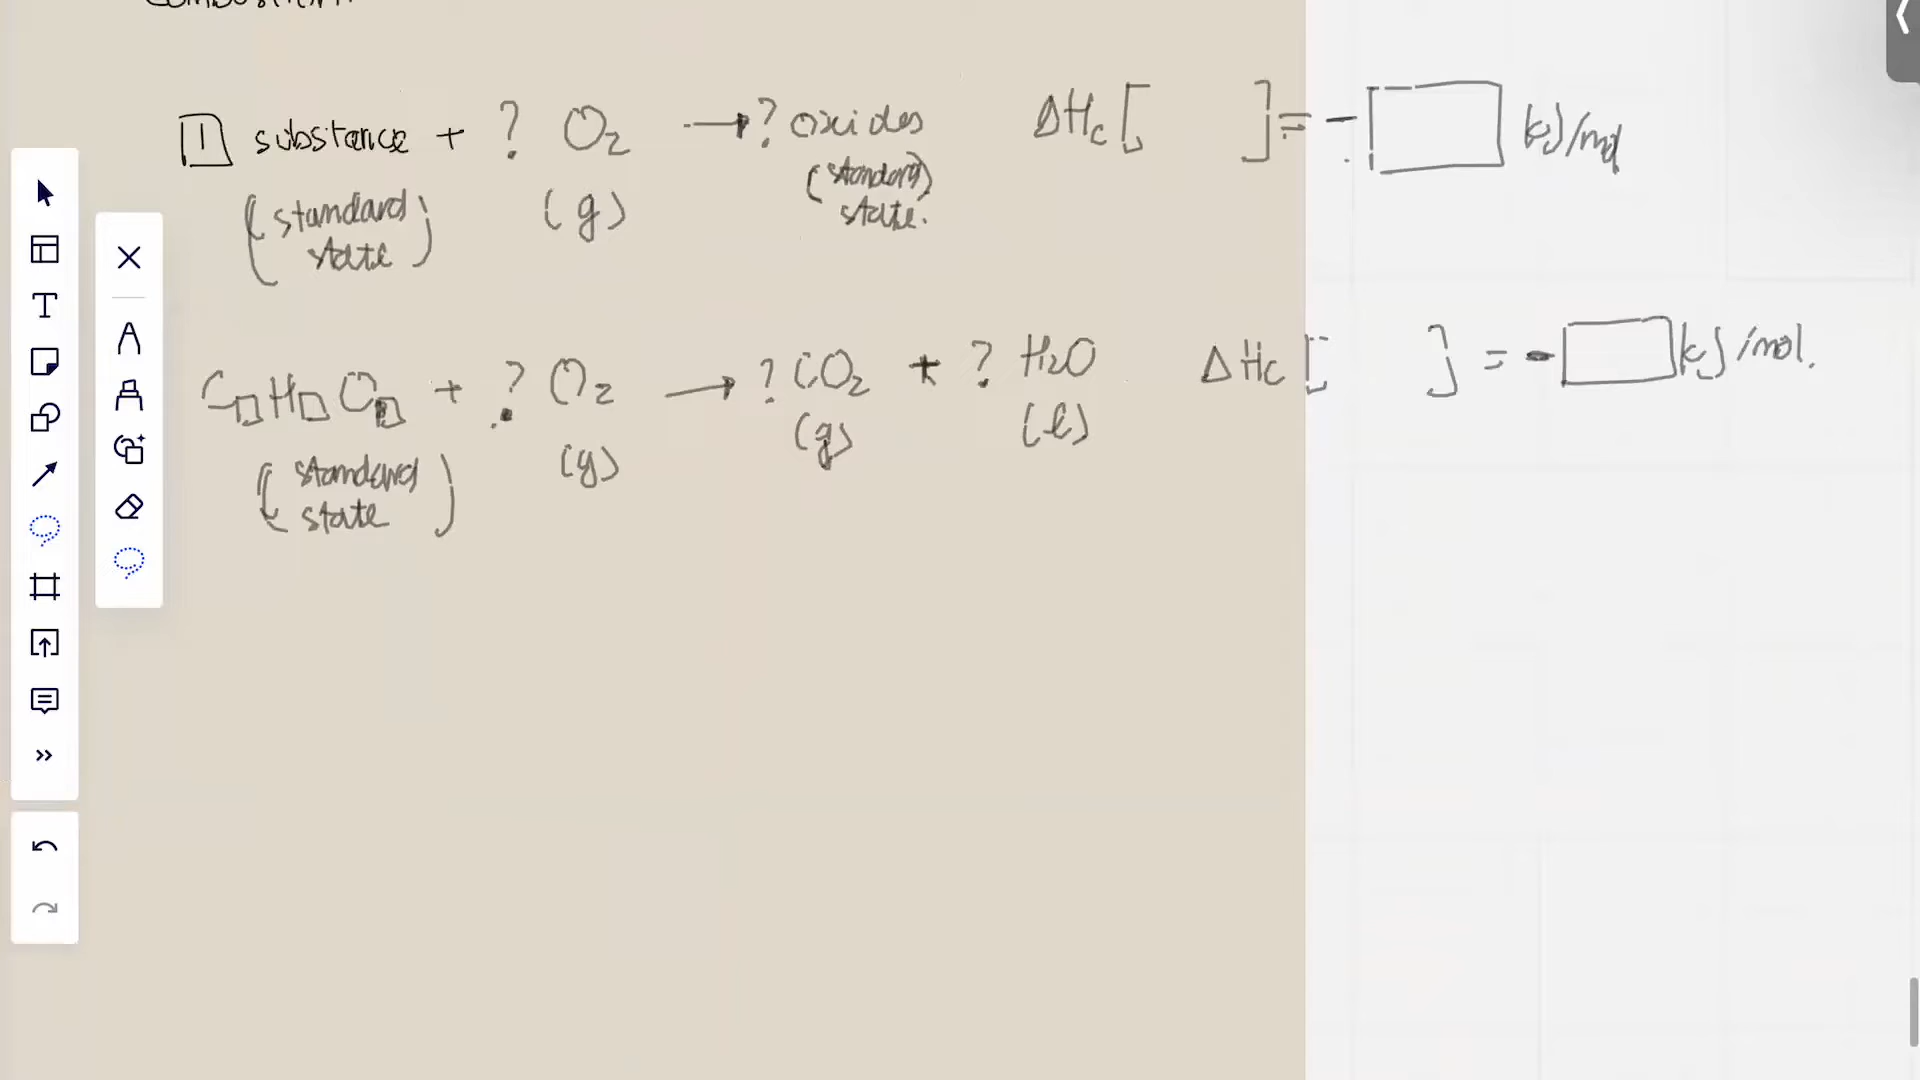 1 substance + ? O2 → ? oxides ΔHc [ ] = - kJ/mol
(standard state) (g) (standard state.)
C□H□O□ + ? O2 → ? CO2 + ? H2O ΔHc [ ] = - kJ/mol.
(standard state) (g) (g) (l)